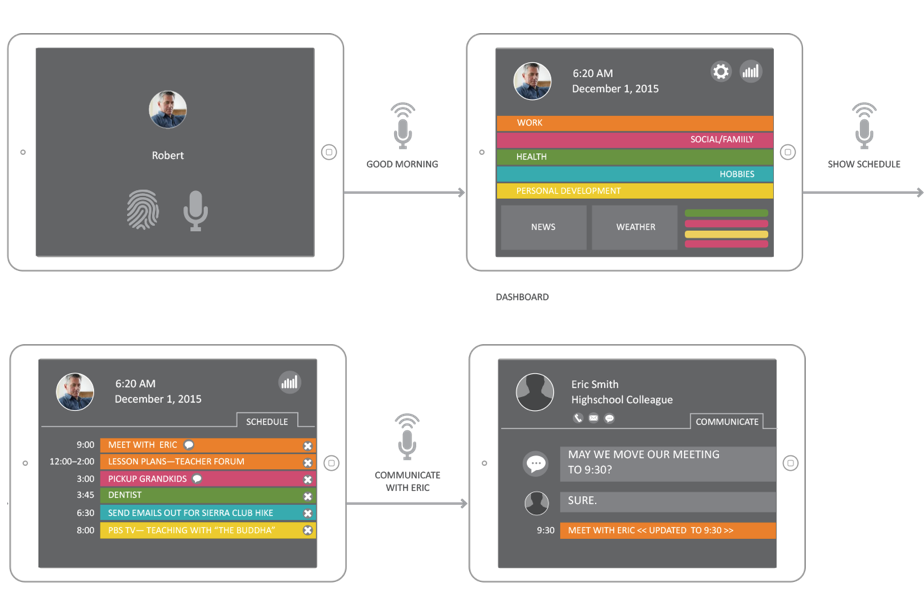 Robert
GOOD MORNING
6:20 AM
December 1, 2015
WORK
SOCIAL/FAMIILY
HEALTH
HOBBIES
PERSONAL DEVELOPMENT
NEWS
WEATHER
SHOW SCHEDULE
DASHBOARD
6:20 AM
December 1, 2015
SCHEDULE
9:00 MEET WITH ERIC
12:00–2:00 LESSON PLANS—TEACHER FORUM
3:00 PICKUP GRANDKIDS
3:45 DENTIST
6:30 SEND EMAILS OUT FOR SIERRA CLUB HIKE
8:00 PBS TV— TEACHING WITH "THE BUDDHA"
COMMUNICATE
WITH ERIC
Eric Smith
Highschool Colleague
COMMUNICATE
MAY WE MOVE OUR MEETING
TO 9:30?
SURE.
9:30 MEET WITH ERIC << UPDATED TO 9:30 >>